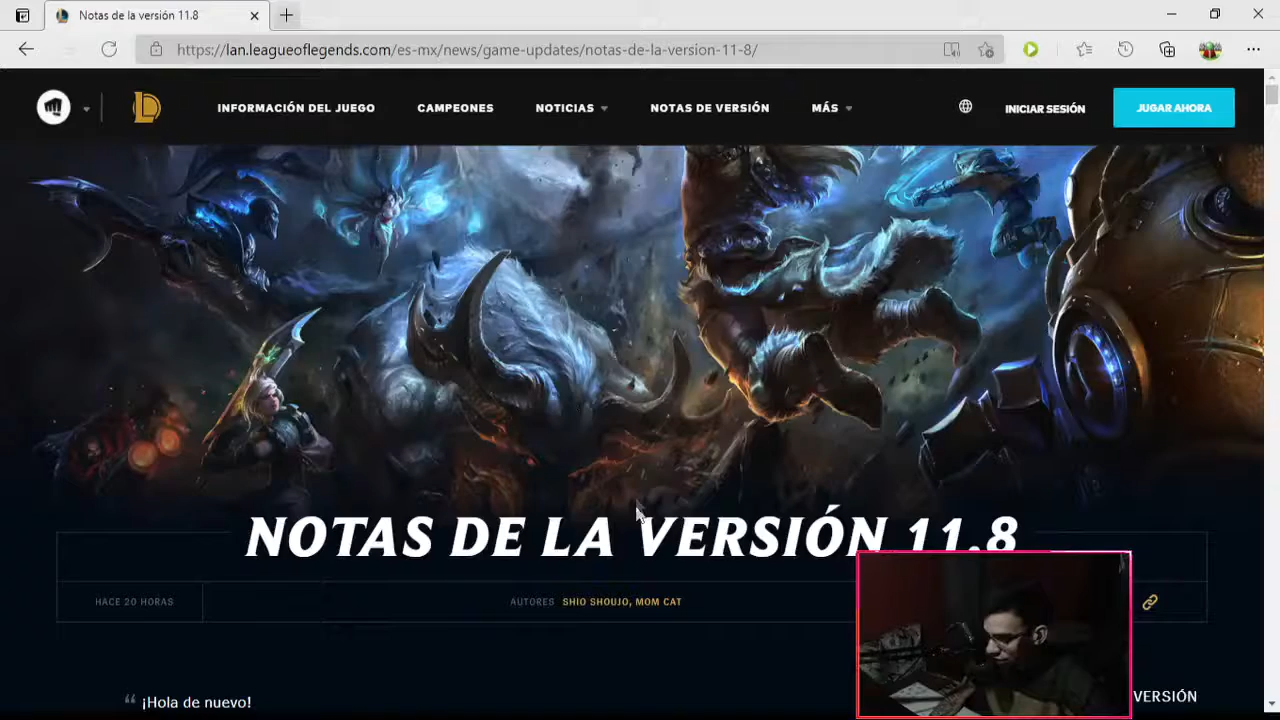 Notas de la versión 11.8
https://lan.leagueoflegends.com/es-mx/news/game-updates/notas-de-la-version-11-8/
INFORMACIÓN DEL JUEGO CAMPEONES NOTICIAS NOTAS DE VERSIÓN MÁS INICIAR SESIÓN JUGAR AHORA
NOTAS DE LA VERSIÓN 11.8
HACE 20 HORAS AUTORES SHIO SHOUJO, MOM CAT
“ ¡Hola de nuevo! VERSIÓN